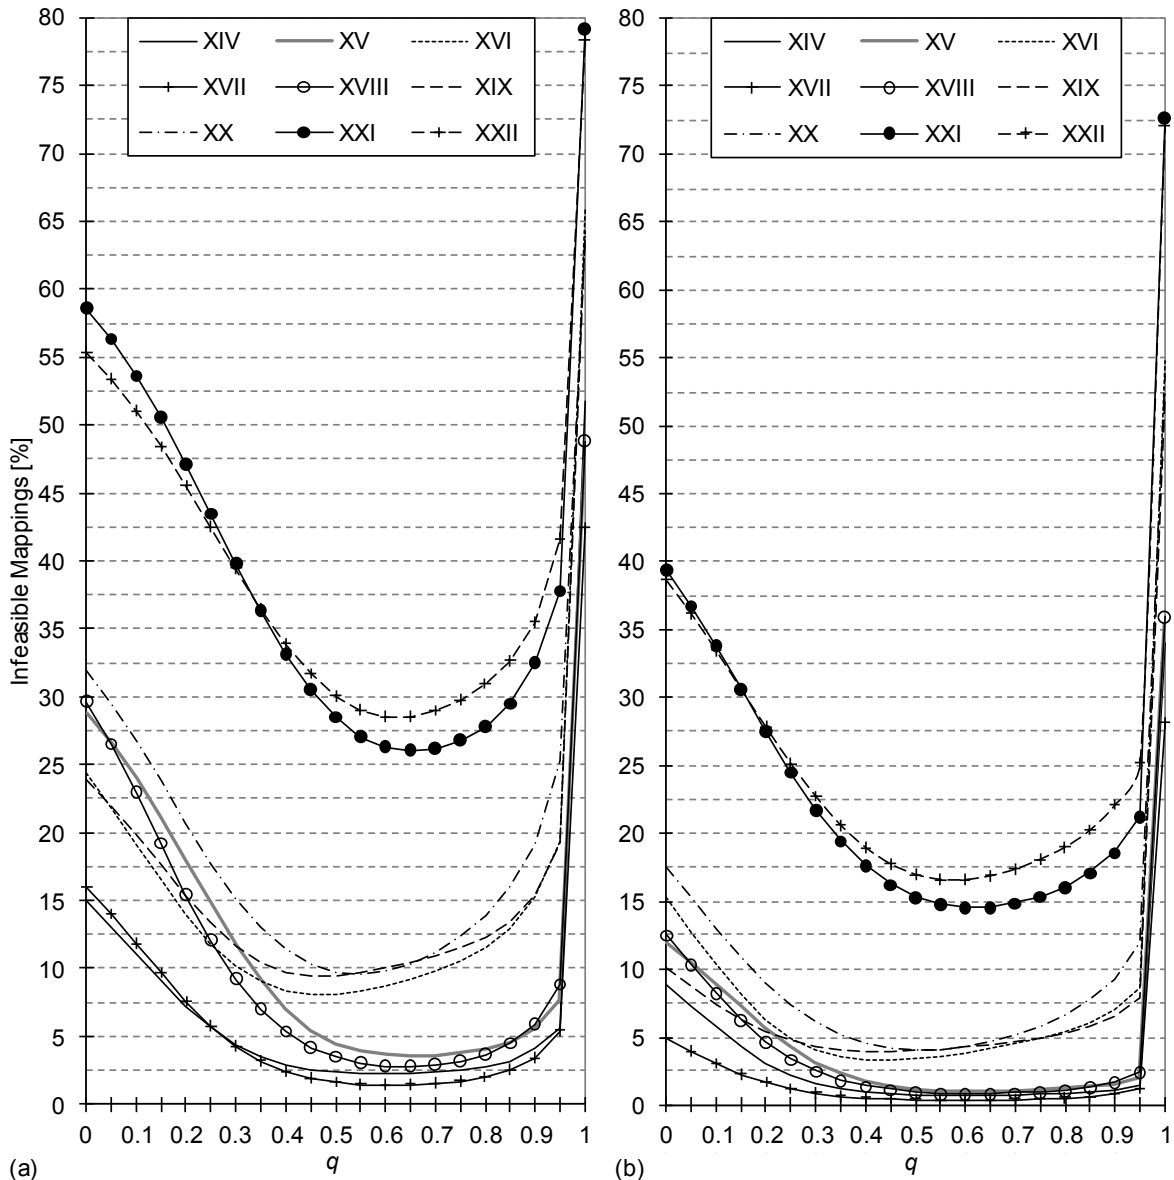 XIV XV XVI
XVII XVIII XIX
XX XXI XXII
80
75
70
65
60
55
50
45
40
35
30
25
20
15
10
5
0
Infeasible Mappings [%]
0 0.1 0.2 0.3 0.4 0.5 0.6 0.7 0.8 0.9 1
q
(a)
XIV XV XVI
XVII XVIII XIX
XX XXI XXII
80
75
70
65
60
55
50
45
40
35
30
25
20
15
10
5
0
0 0.1 0.2 0.3 0.4 0.5 0.6 0.7 0.8 0.9 1
q
(b)